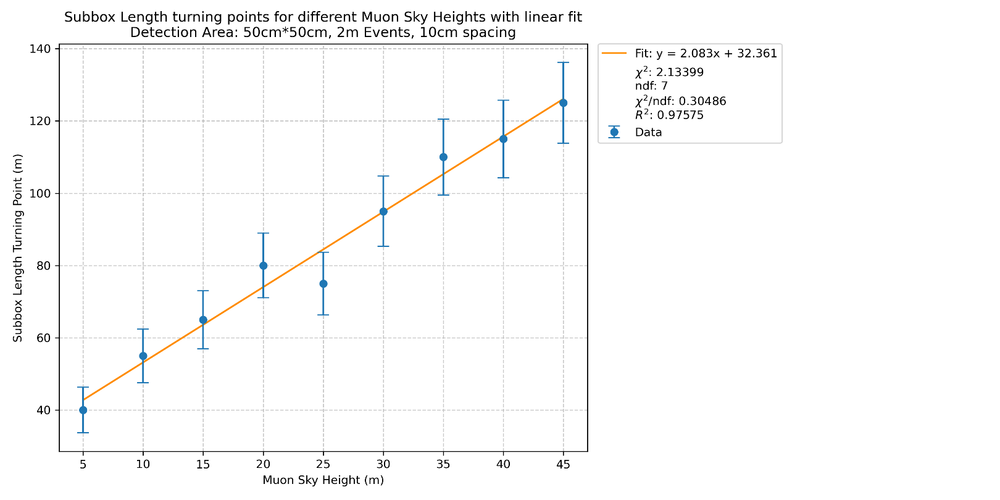 Subbox Length turning points for different Muon Sky Heights with linear fit
Detection Area: 50cm*50cm, 2m Events, 10cm spacing
140
120
100
80
60
40
Subbox Length Turning Point (m)
5 10 15 20 25 30 35 40 45
Muon Sky Height (m)
Fit: y = 2.083x + 32.361
χ²: 2.13399
ndf: 7
χ²/ndf: 0.30486
R²: 0.97575
Data